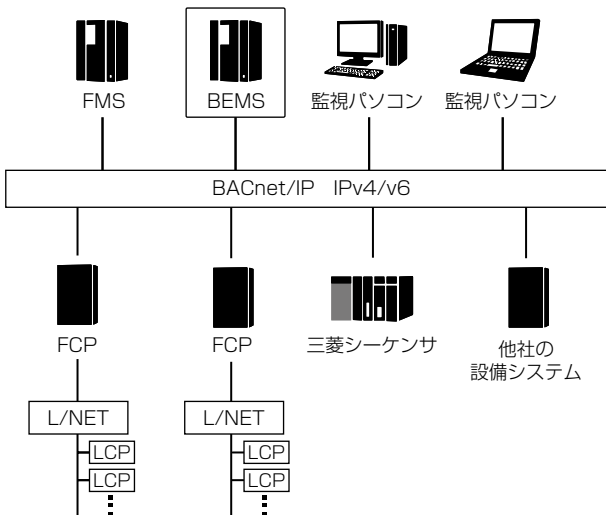 FMS
BEMS
監視パソコン
監視パソコン
BACnet/IP IPv4/v6
FCP
FCP
三菱シーケンサ
他社の
設備システム
L/NET
L/NET
LCP
LCP
LCP
LCP